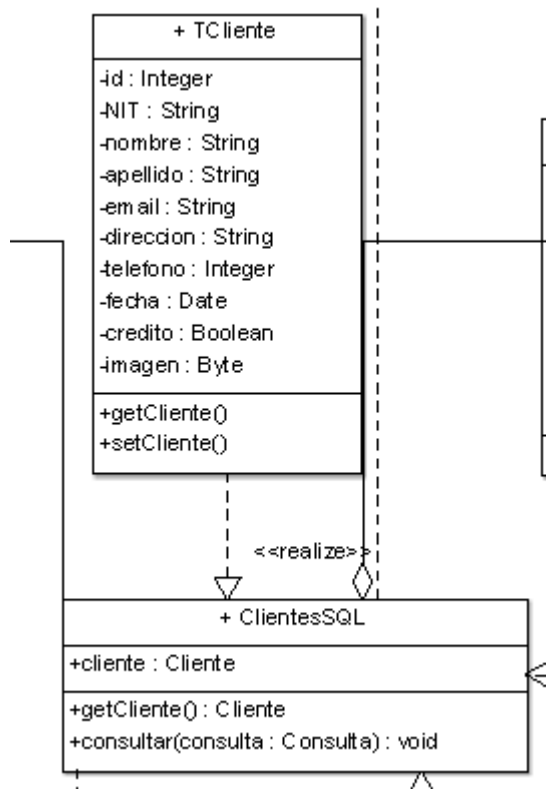 + TCliente
-id : Integer
-NIT : String
-nombre : String
-apellido : String
-email : String
-direccion : String
-telefono : Integer
-fecha : Date
-credito : Boolean
-imagen : Byte
+getCliente()
+setCliente()
<<realize>>
+ ClientesSQL
+cliente : Cliente
+getCliente() : Cliente
+consultar(consulta : Consulta) : void